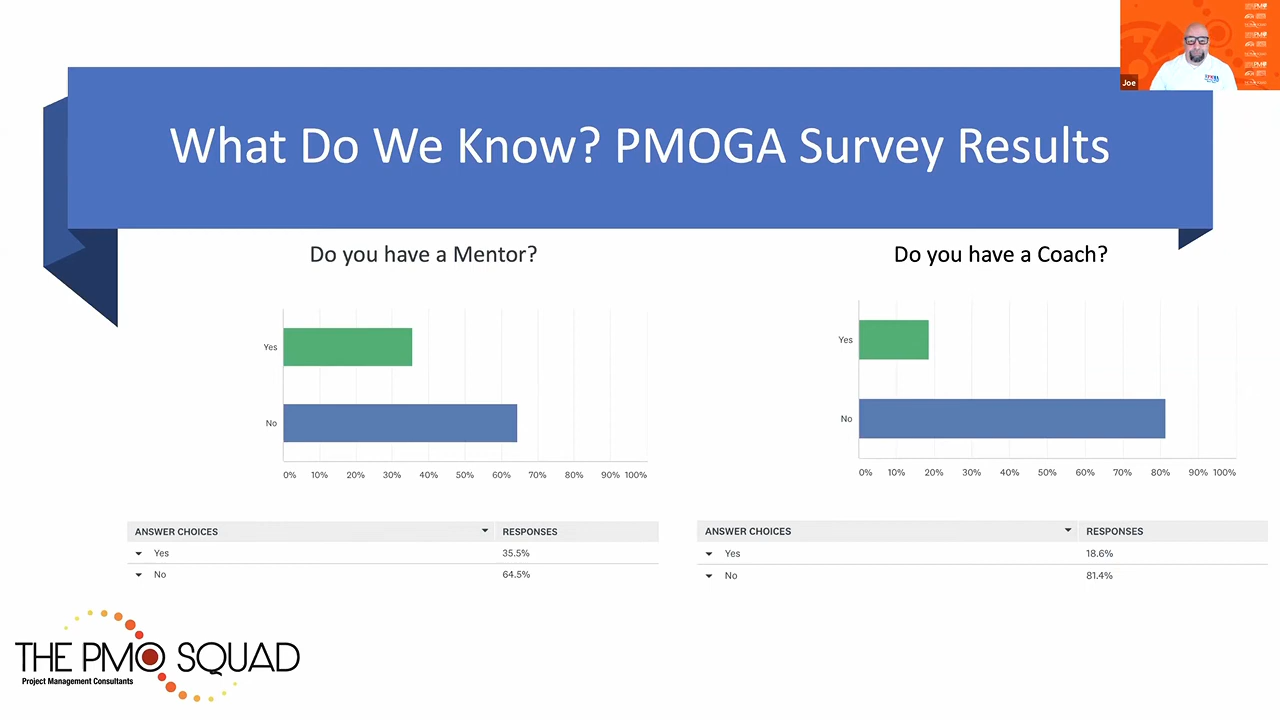 Joe
What Do We Know? PMOGA Survey Results
Do you have a Mentor?
Yes
No
0% 10% 20% 30% 40% 50% 60% 70% 80% 90% 100%
ANSWER CHOICES RESPONSES
Yes 35.5%
No 64.5%
Do you have a Coach?
Yes
No
0% 10% 20% 30% 40% 50% 60% 70% 80% 90% 100%
ANSWER CHOICES RESPONSES
Yes 18.6%
No 81.4%
THE PMO SQUAD
Project Management Consultants